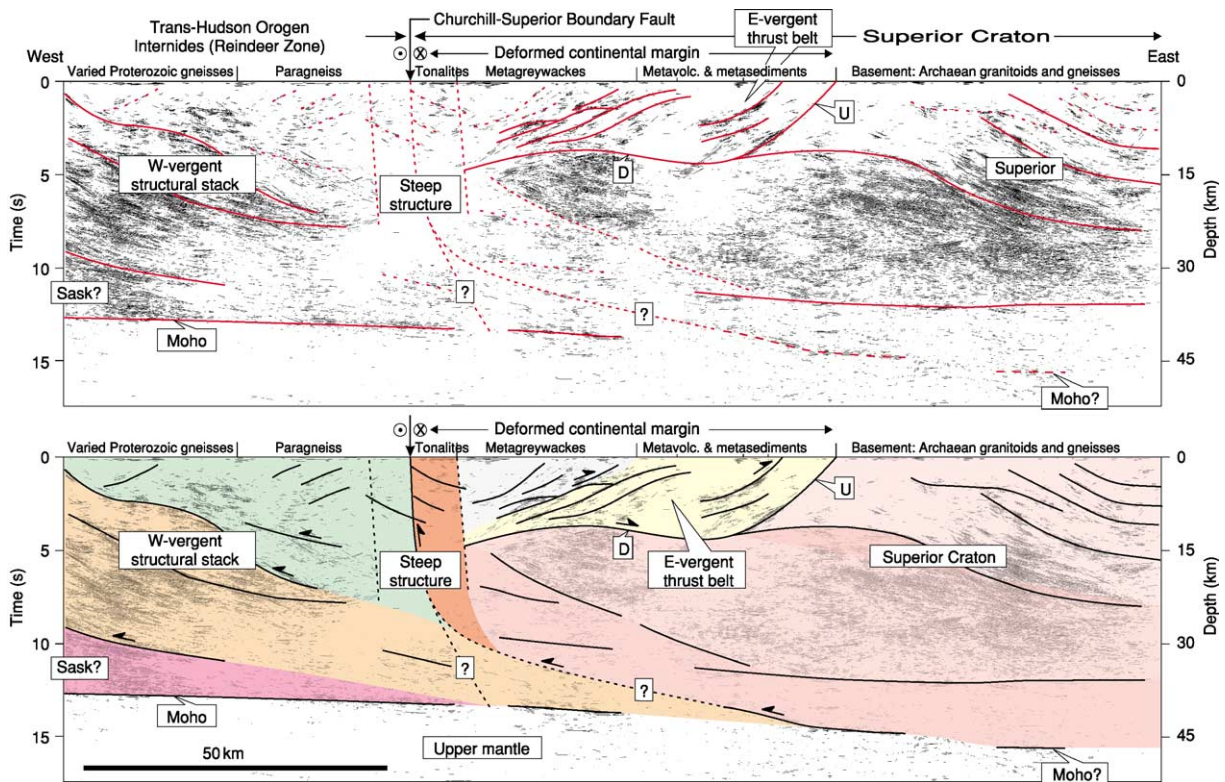 Trans-Hudson Orogen
Internides (Reindeer Zone)
Churchill-Superior Boundary Fault
E-vergent
thrust belt
Superior Craton
West
Deformed continental margin
East
Varied Proterozoic gneisses
Paragneiss
Tonalites
Metagreywackes
Metavolc. & metasediments
Basement: Archaean granitoids and gneisses
0
0
U
W-vergent
structural stack
D
Superior
5
Steep
structure
15
Time (s)
Depth (km)
10
30
Sask?
?
?
Moho
15
45
Moho?
Deformed continental margin
Varied Proterozoic gneisses
Paragneiss
Tonalites
Metagreywackes
Metavolc. & metasediments
Basement: Archaean granitoids and gneisses
0
0
U
W-vergent
structural stack
D
5
Steep
structure
E-vergent
thrust belt
Superior Craton
15
Time (s)
Depth (km)
10
30
Sask?
?
?
Moho
15
50 km
Upper mantle
45
Moho?